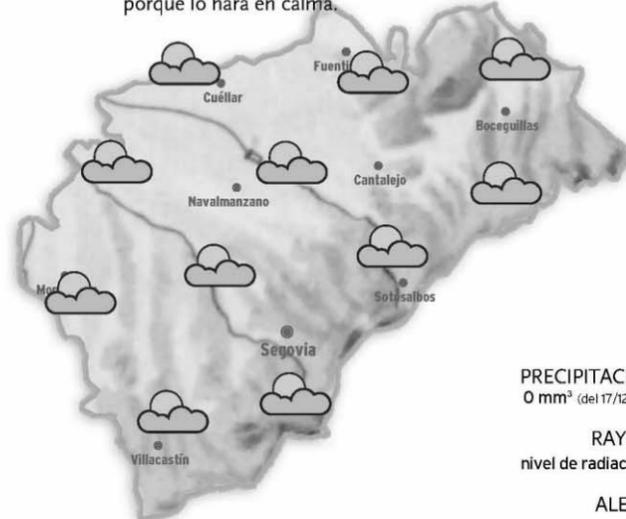 porque lo hará en calma.
Fuenti
Cuéllar
Boceguillas
Cantalejo
Navalmanzano
Mo
Sotosalbos
Segovia
PRECIPITAC
0 mm³ (del 17/12
RAY
nivel de radiac
ALE
Villacastín